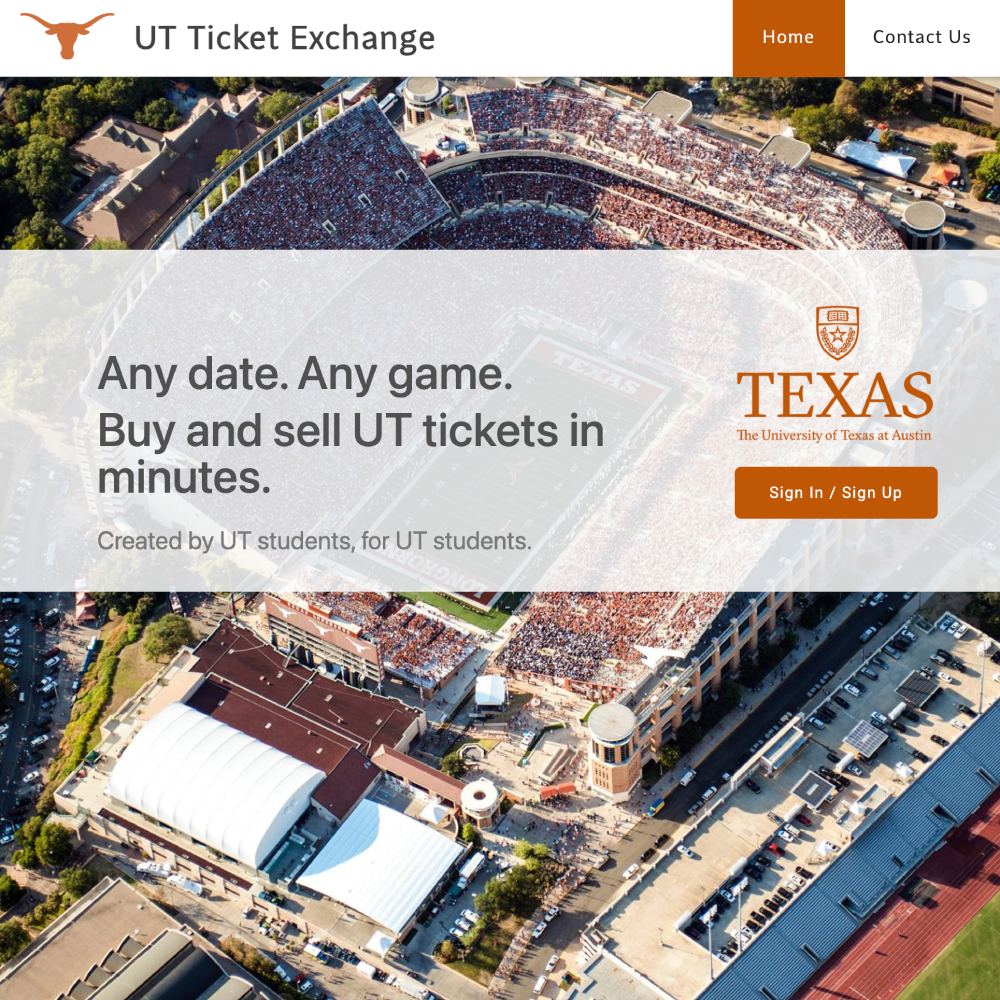 UT Ticket Exchange
Home
Contact Us
TEXAS
Any date. Any game.
Buy and sell UT tickets in
minutes.
Created by UT students, for UT students.
TEXAS
The University of Texas at Austin
Sign In / Sign Up